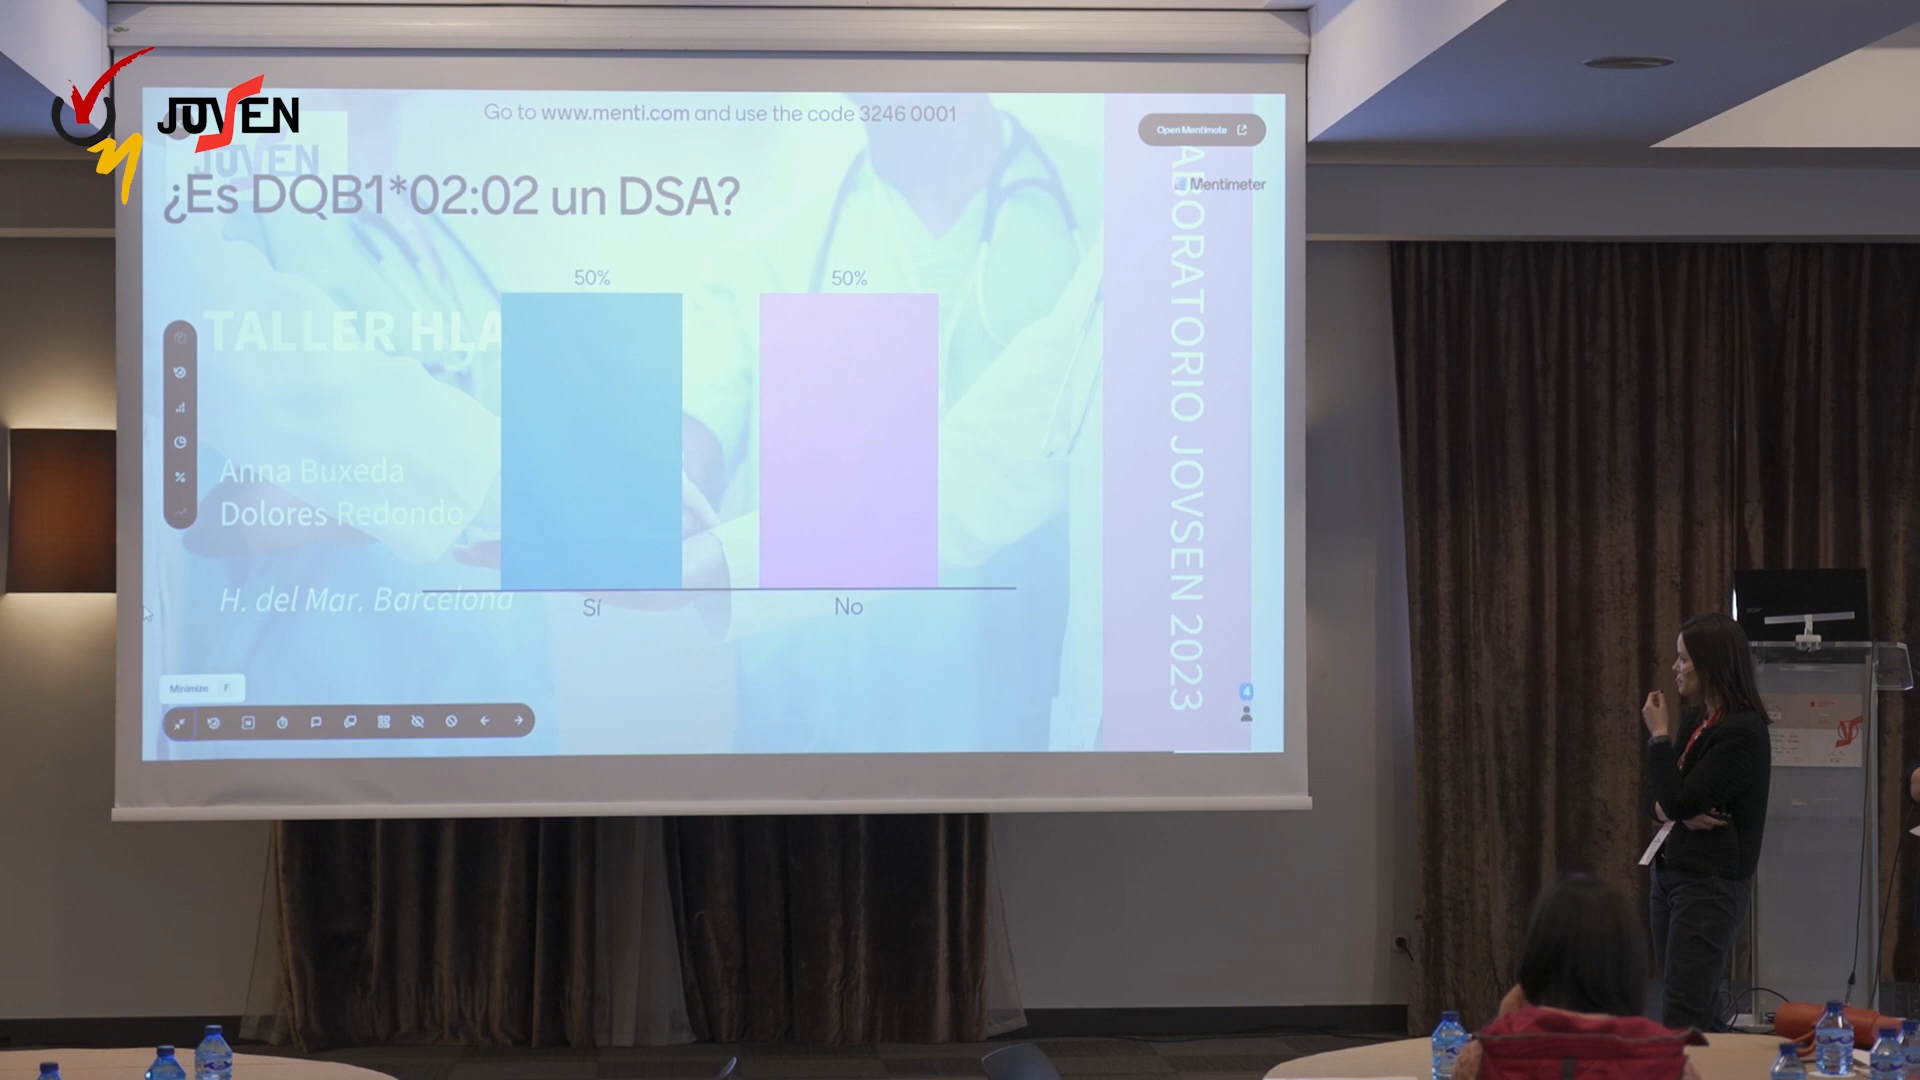 JOVSEN
JOVEN
Go to www.menti.com and use the code 3246 0001
Open Mentimote
Mentimeter
¿Es DQB1*02:02 un DSA?
50%
50%
TALLER HLA
Anna Buxeda
Dolores Redondo
H. del Mar. Barcelona
Sí
No
ABORATORIO JOVSEN 2023
Minimize F
4